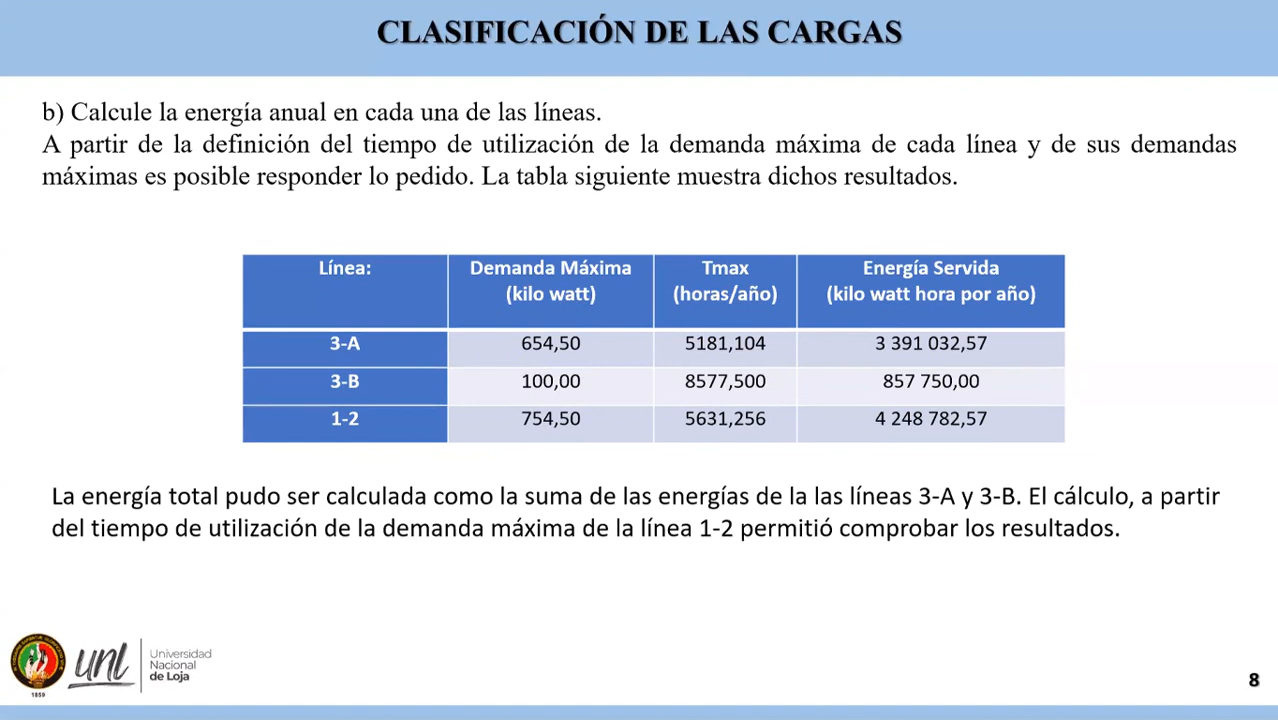 CLASIFICACIÓN DE LAS CARGAS
b) Calcule la energía anual en cada una de las líneas.
A partir de la definición del tiempo de utilización de la demanda máxima de cada línea y de sus demandas
máximas es posible responder lo pedido. La tabla siguiente muestra dichos resultados.
Línea: Demanda Máxima Tmax Energía Servida
(kilo watt) (horas/año) (kilo watt hora por año)
3-A 654,50 5181,104 3 391 032,57
3-B 100,00 8577,500 857 750,00
1-2 754,50 5631,256 4 248 782,57
La energía total pudo ser calculada como la suma de las energías de la las líneas 3-A y 3-B. El cálculo, a partir
del tiempo de utilización de la demanda máxima de la línea 1-2 permitió comprobar los resultados.
unl
Universidad
Nacional
de Loja
1859
8